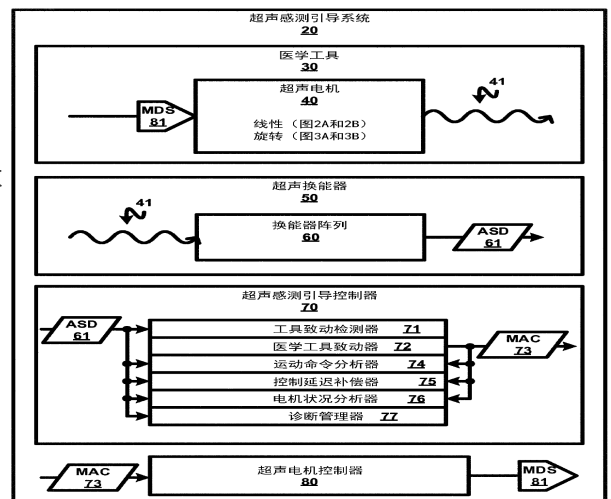 超声感测引导系统
20
医学工具
30
超声电机
40
线性（图2A和2B）
旋转（图3A和3B）
MDS
81
41
超声换能器
50
41
换能器阵列
60
ASD
61
超声感测引导控制器
70
ASD
61
工具致动检测器 71
医学工具致动器 72
运动命令分析器 74
控制延迟补偿器 75
电机状况分析器 76
诊断管理器 77
MAC
73
MAC
73
超声电机控制器
80
MDS
81